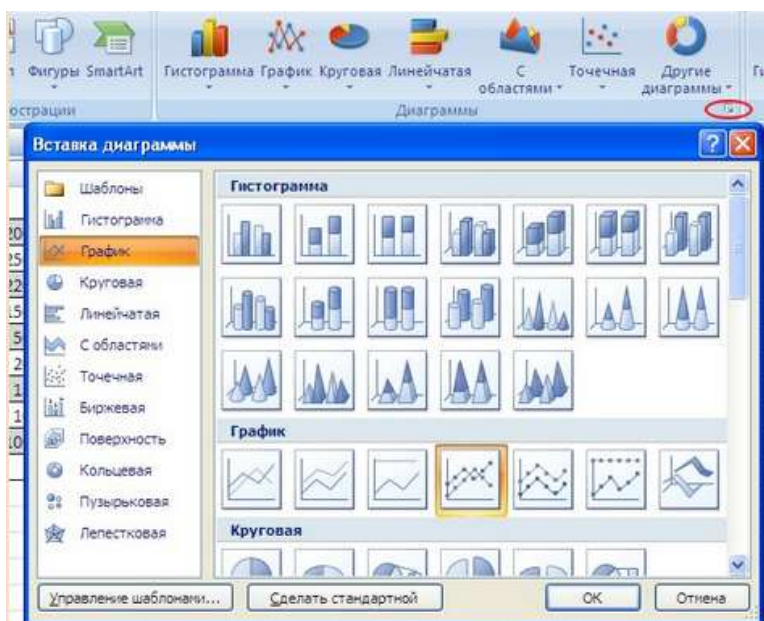 Фигуры SmartArt Гистограмма График Круговая Линейчатая С областями Точечная Другие диаграммы
Диаграммы
Вставка диаграммы
Шаблоны
Гистограмма
График
Круговая
Линейчатая
С областями
Точечная
Биржевая
Поверхность
Кольцевая
Пузырьковая
Лепестковая
Гистограмма
График
Круговая
Управление шаблонами...
Сделать стандартной
ОК
Отмена